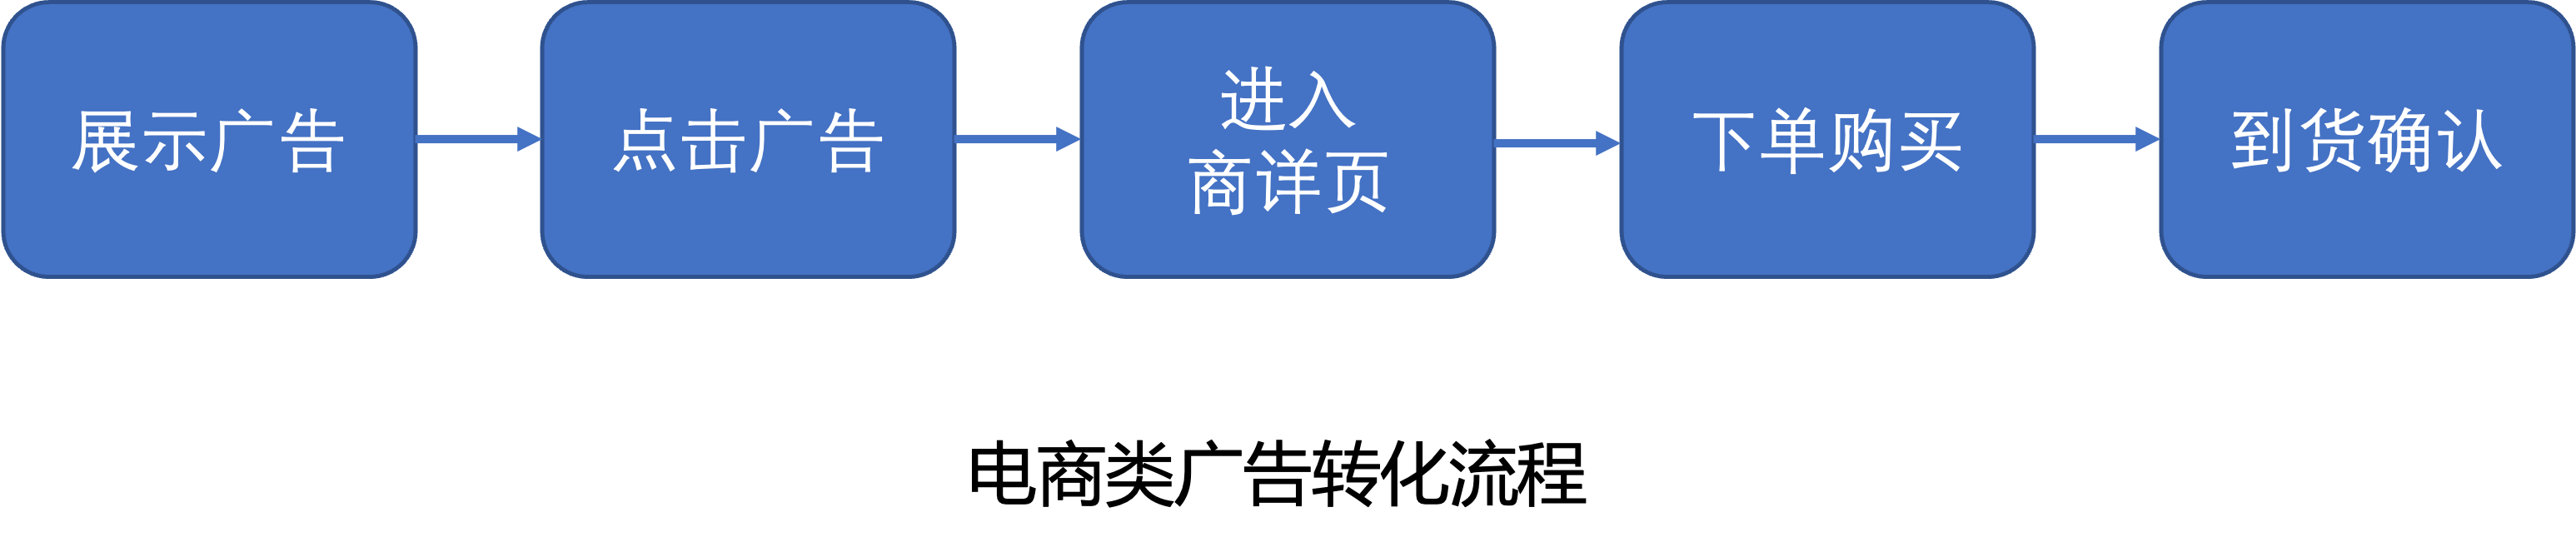 展示广告
点击广告
进入
商详页
下单购买
到货确认
电商类广告转化流程